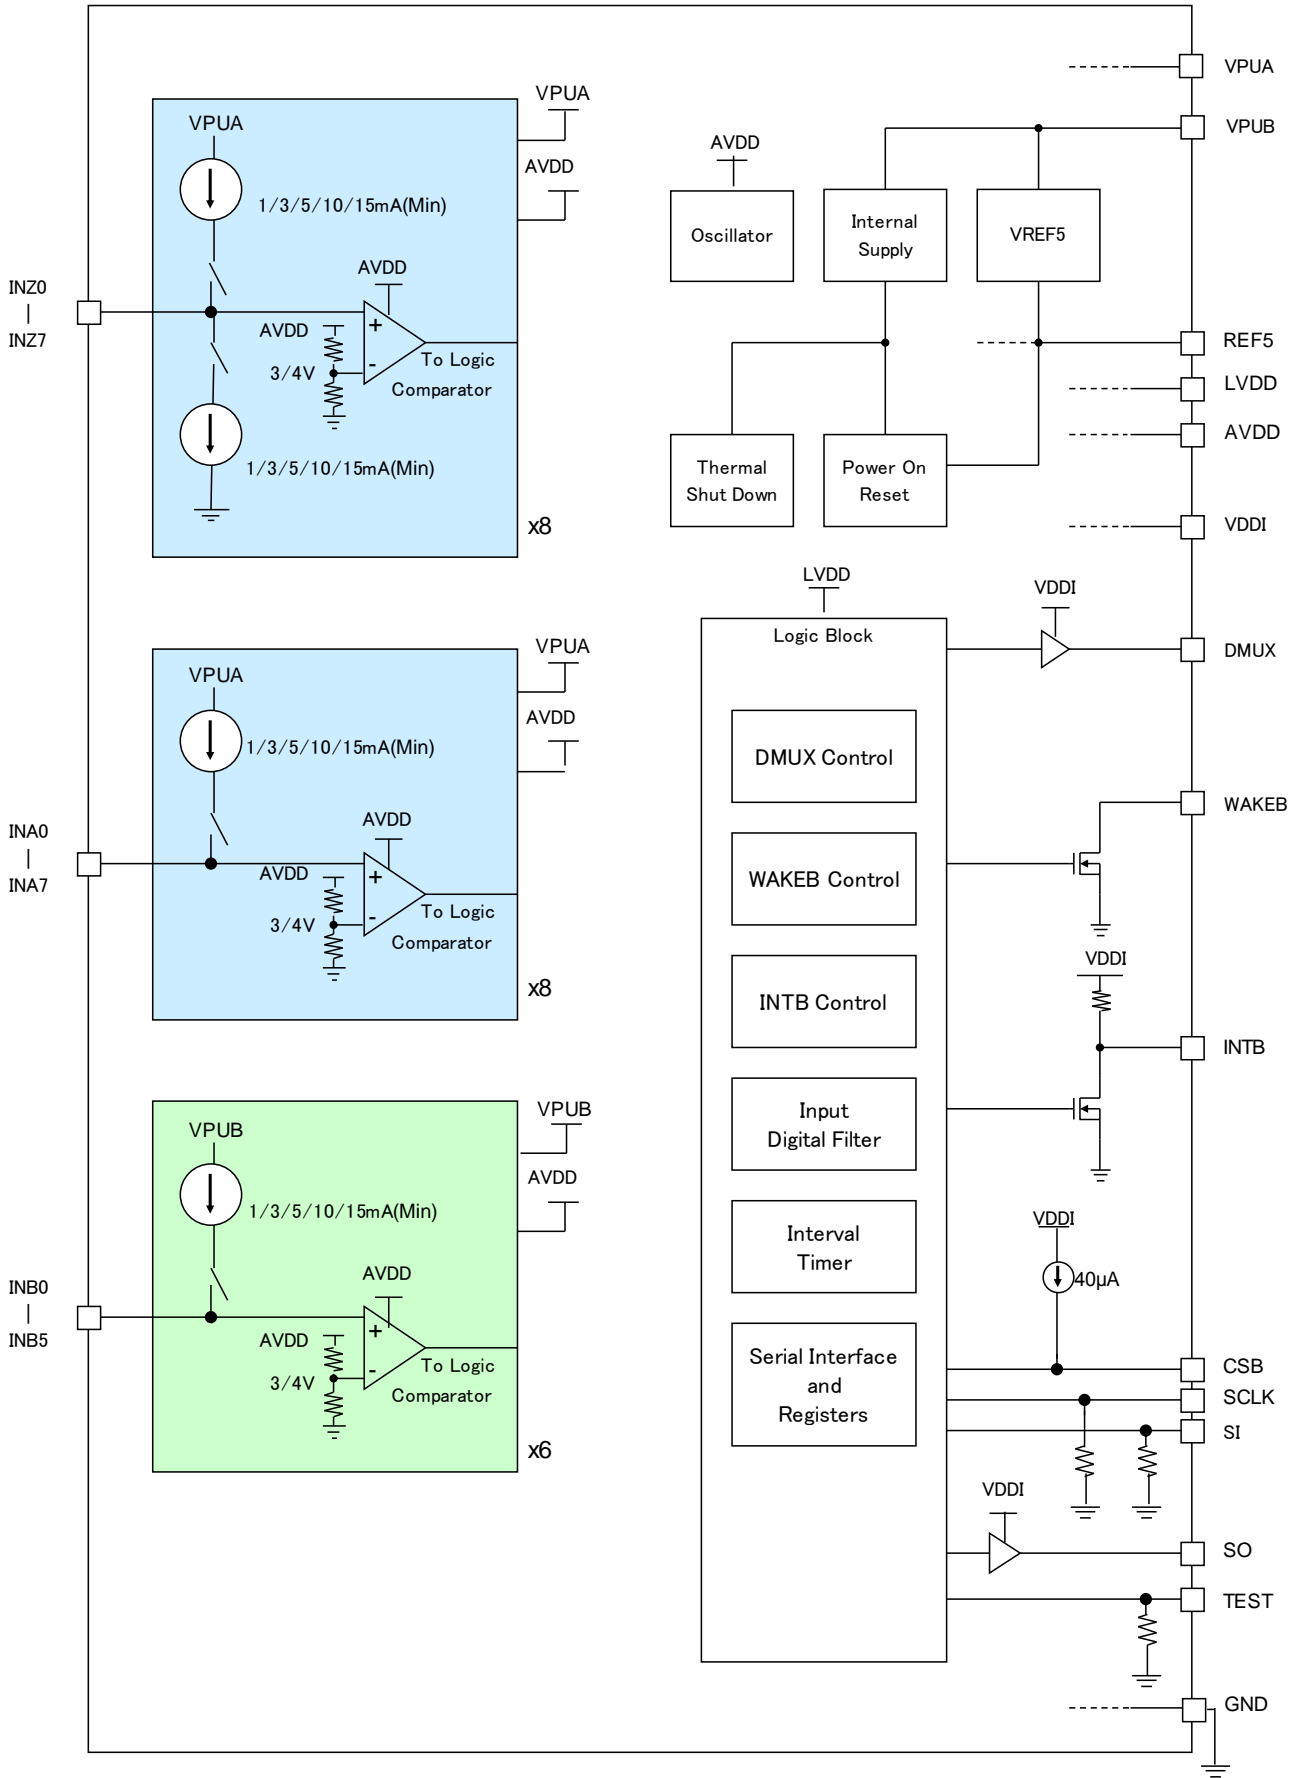 INZ0
|
INZ7
VPUA
1/3/5/10/15mA(Min)
AVDD
AVDD
3/4V
+
-
To Logic
Comparator
1/3/5/10/15mA(Min)
x8
VPUA
AVDD
INA0
|
INA7
VPUA
1/3/5/10/15mA(Min)
AVDD
AVDD
3/4V
+
-
To Logic
Comparator
x8
VPUA
AVDD
INB0
|
INB5
VPUB
1/3/5/10/15mA(Min)
AVDD
AVDD
3/4V
+
-
To Logic
Comparator
x6
VPUB
AVDD
AVDD
Oscillator
Internal
Supply
VREF5
Thermal
Shut Down
Power On
Reset
LVDD
Logic Block
DMUX Control
WAKEB Control
INTB Control
Input
Digital Filter
Interval
Timer
Serial Interface
and
Registers
VDDI
VDDI
VDDI
40μA
VDDI
VPUA
VPUB
REF5
LVDD
AVDD
VDDI
DMUX
WAKEB
INTB
CSB
SCLK
SI
SO
TEST
GND